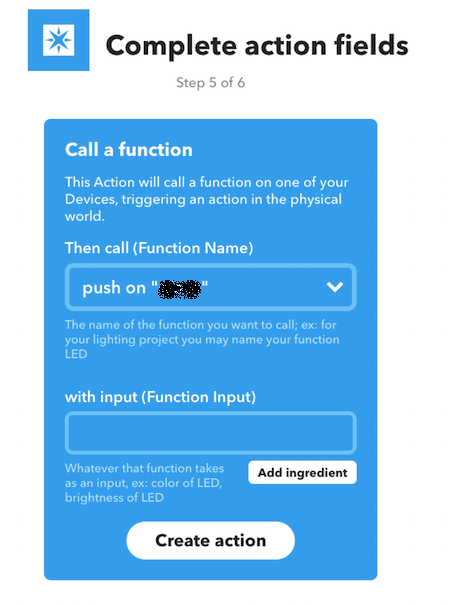 Complete action fields
Step 5 of 6
Call a function
This Action will call a function on one of your
Devices, triggering an action in the physical
world.
Then call (Function Name)
push on " "
The name of the function you want to call; ex: for
your lighting project you may name your function
LED
with input (Function Input)
Whatever that function takes
as an input, ex: color of LED,
brightness of LED
Add ingredient
Create action